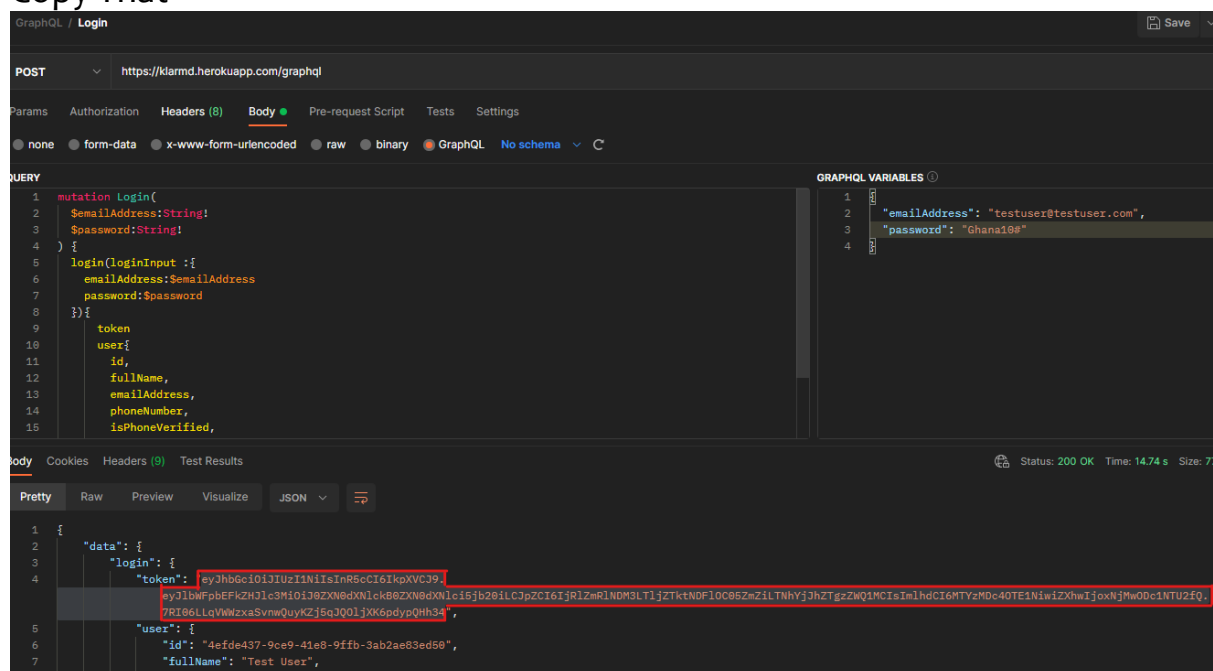 Copy That
GraphQL / Login
Save
POST https://klarmd.herokuapp.com/graphql
Params Authorization Headers (8) Body Pre-request Script Tests Settings
none form-data x-www-form-urlencoded raw binary GraphQL No schema
QUERY
1 mutation Login(
2 $emailAddress:String!
3 $password:String!
4 ) {
5 login(loginInput :{
6 emailAddress:$emailAddress
7 password:$password
8 }){
9 token
10 user{
11 id,
12 fullName,
13 emailAddress,
14 phoneNumber,
15 isPhoneVerified,
GRAPHQL VARIABLES
1 {
2 "emailAddress": "testuser@testuser.com",
3 "password": "Ghana10#"
4 }
Body Cookies Headers (9) Test Results
Status: 200 OK Time: 14.74 s Size: 7
Pretty Raw Preview Visualize JSON
1 {
2 "data": {
3 "login": {
4 "token": "eyJhbGciOiJIUzI1NiIsInR5cCI6IkpXVCJ9.
eyJlbWFpbEFkZHJlc3MiOiJ0ZXN0dXNlckB0ZXN0dXNlci5jb20iLCJpZCI6IjRlZmRlNDM3LTljZTktNDFlOC05ZmZiLTNhYjJhZTgzZWQ1MCIsImlhdCI6MTYzMDc4OTE1NiwiZXhwIjoxNjMwODc1NTU2fQ.
7RI06LLqVWWzxaSvnwQuyKZj5qJQOljXK6pdypQHh34",
5 "user": {
6 "id": "4efde437-9ce9-41e8-9ffb-3ab2ae83ed50",
7 "fullName": "Test User",